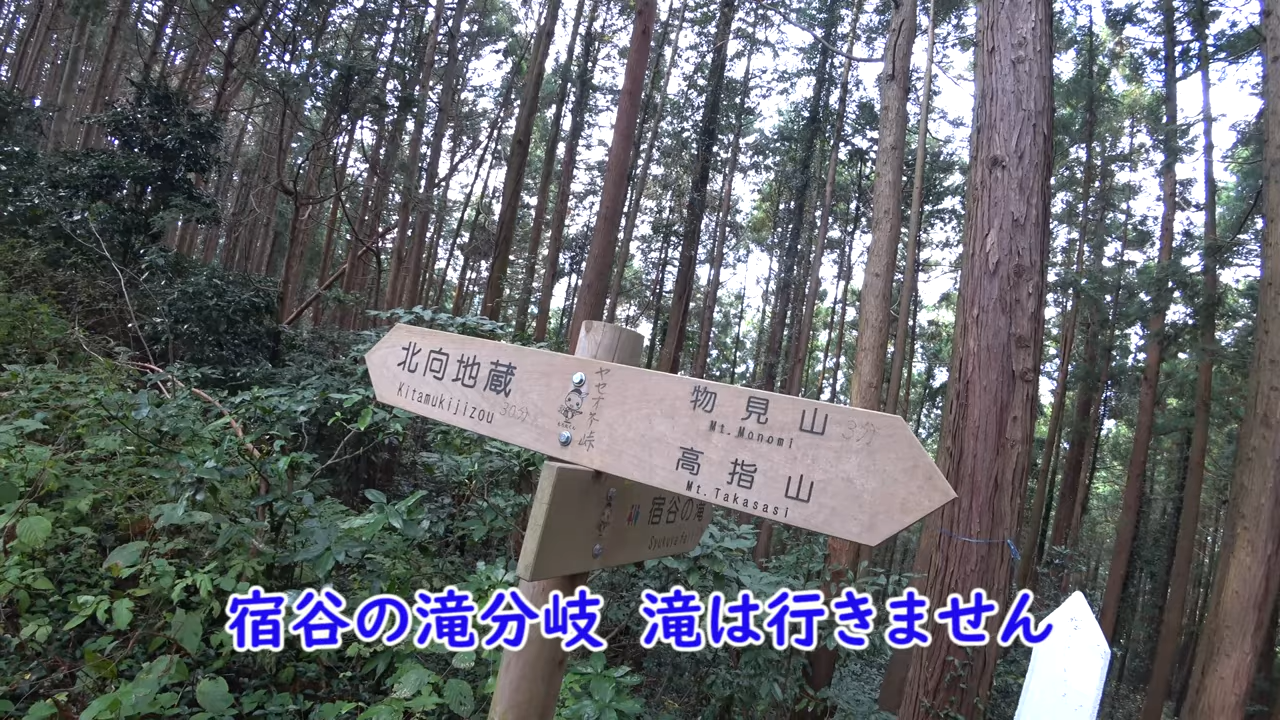 北向地蔵
Kitamukijizou
30分
ヤセオネ峠
物見山
Mt.Monomi
3分
高指山
Mt.Takasasi
宿谷の滝
宿谷の滝分岐 滝は行きません